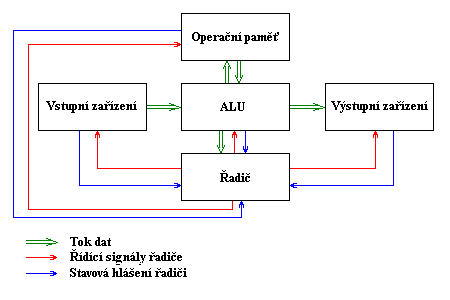 Operační paměť
Vstupní zařízení
ALU
Výstupní zařízení
Řadič
Tok dat
Řídící signály řadiče
Stavová hlášení řadiči